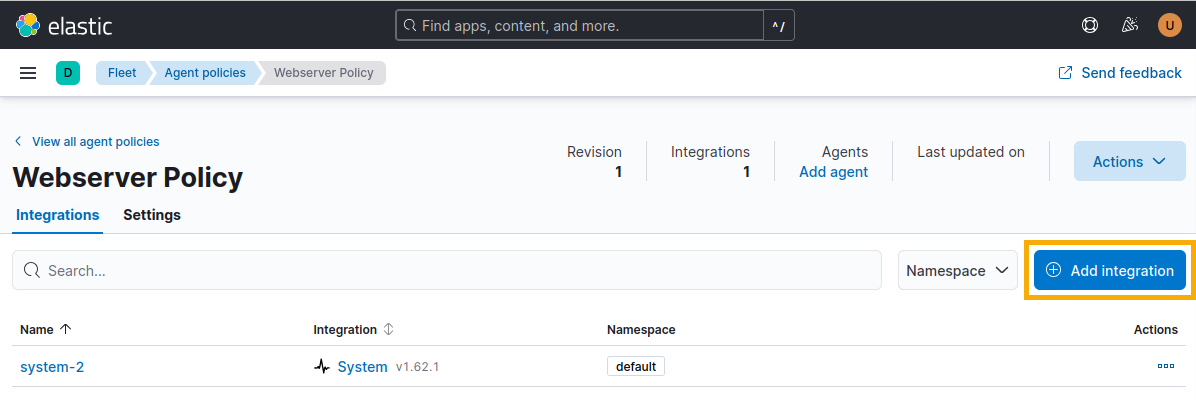 elastic
Find apps, content, and more.
^/
U
D
Fleet
Agent policies
Webserver Policy
Send feedback
View all agent policies
Webserver Policy
Revision
1
Integrations
1
Agents
Add agent
Last updated on
Actions
Integrations
Settings
Search...
Namespace
Add integration
Name
Integration
Namespace
Actions
system-2
System v1.62.1
default